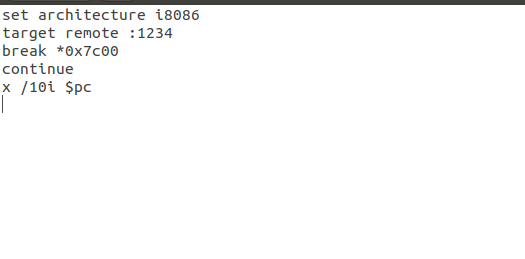 set architecture i8086
target remote :1234
break *0x7c00
continue
x /10i $pc